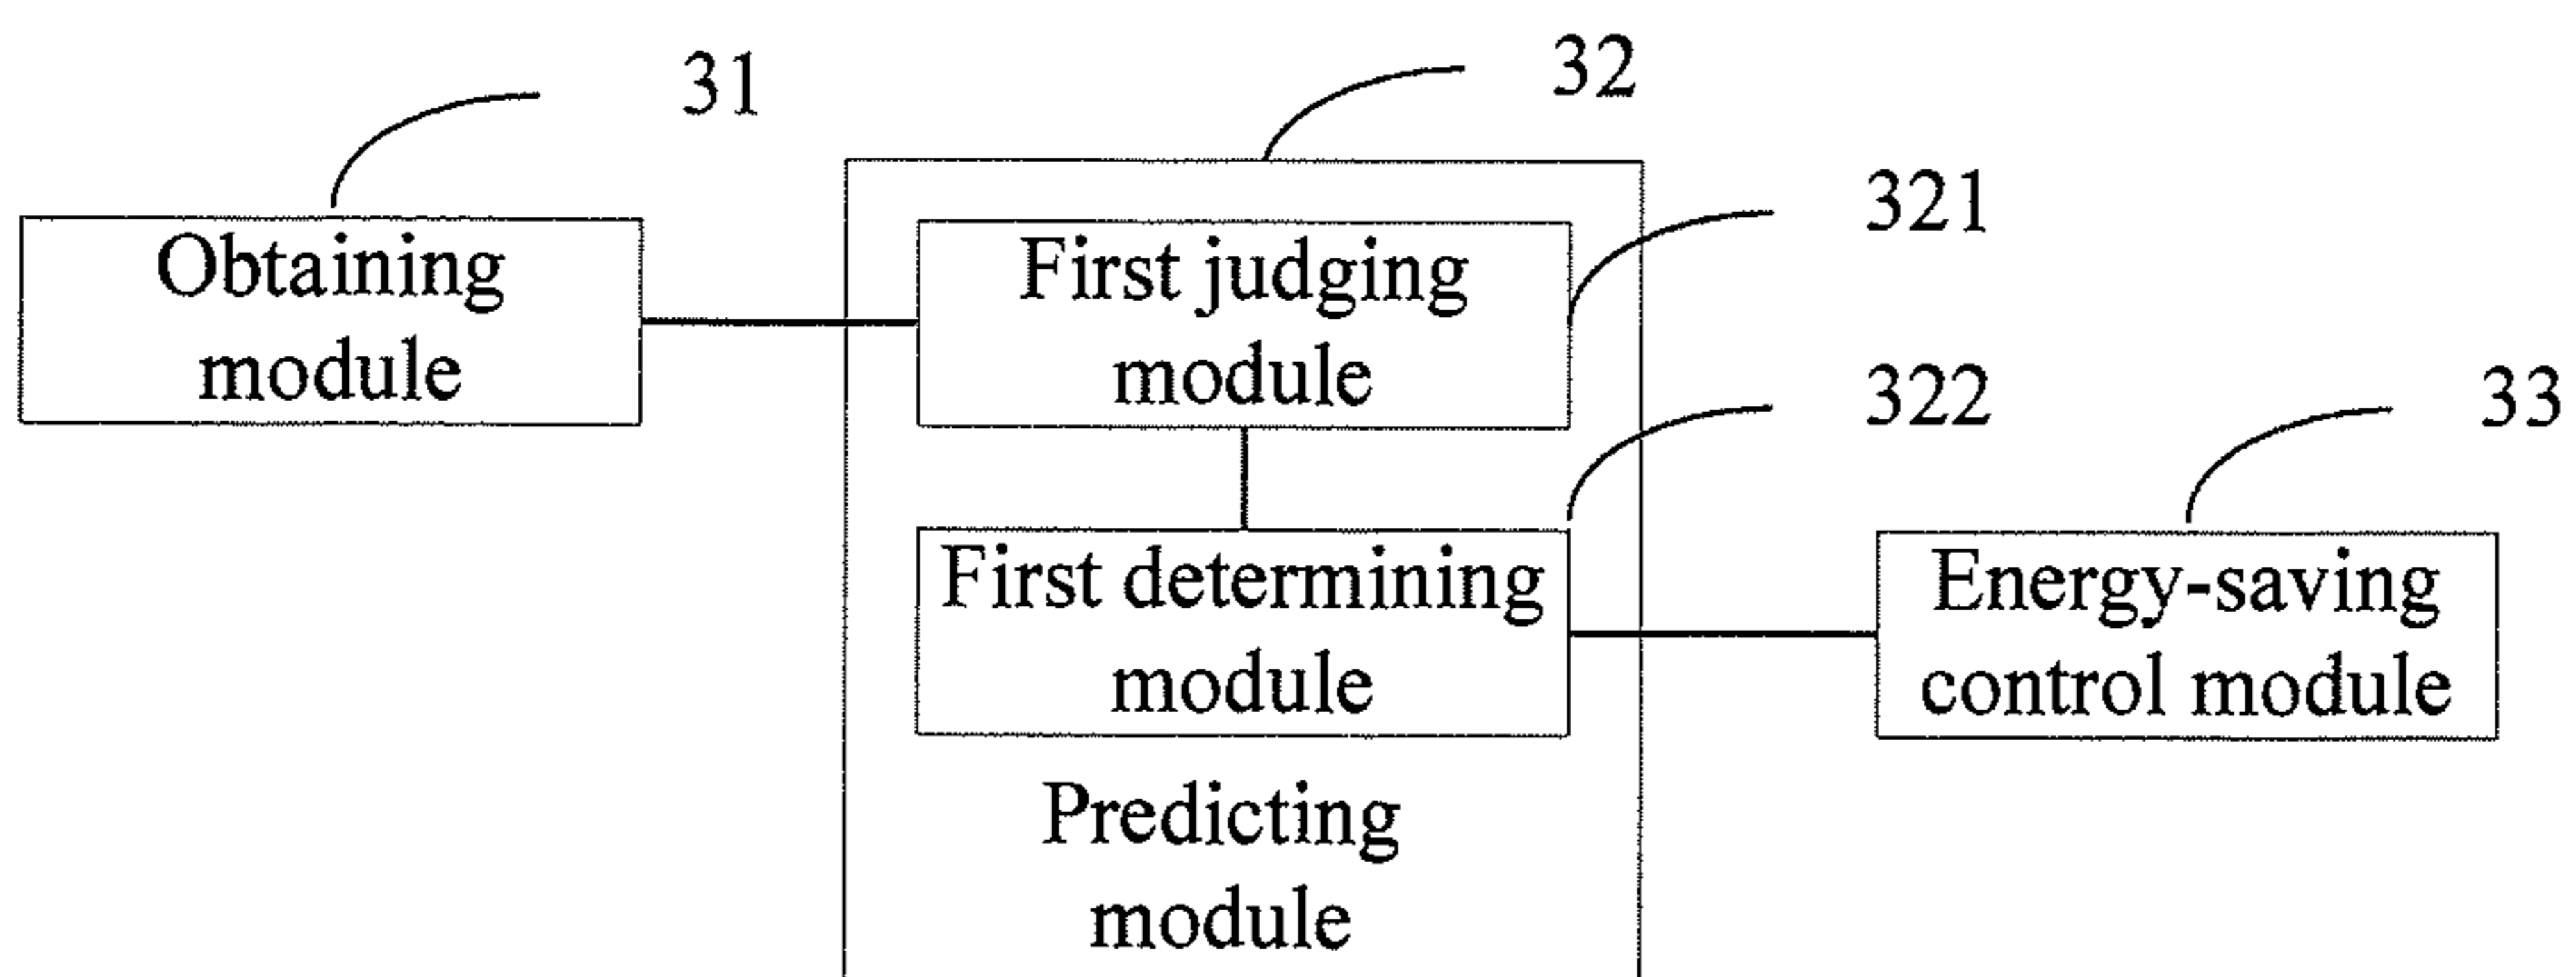 31
32
321
Obtaining
module
First judging
module
322
33
First determining
module
Energy-saving
control module
Predicting
module